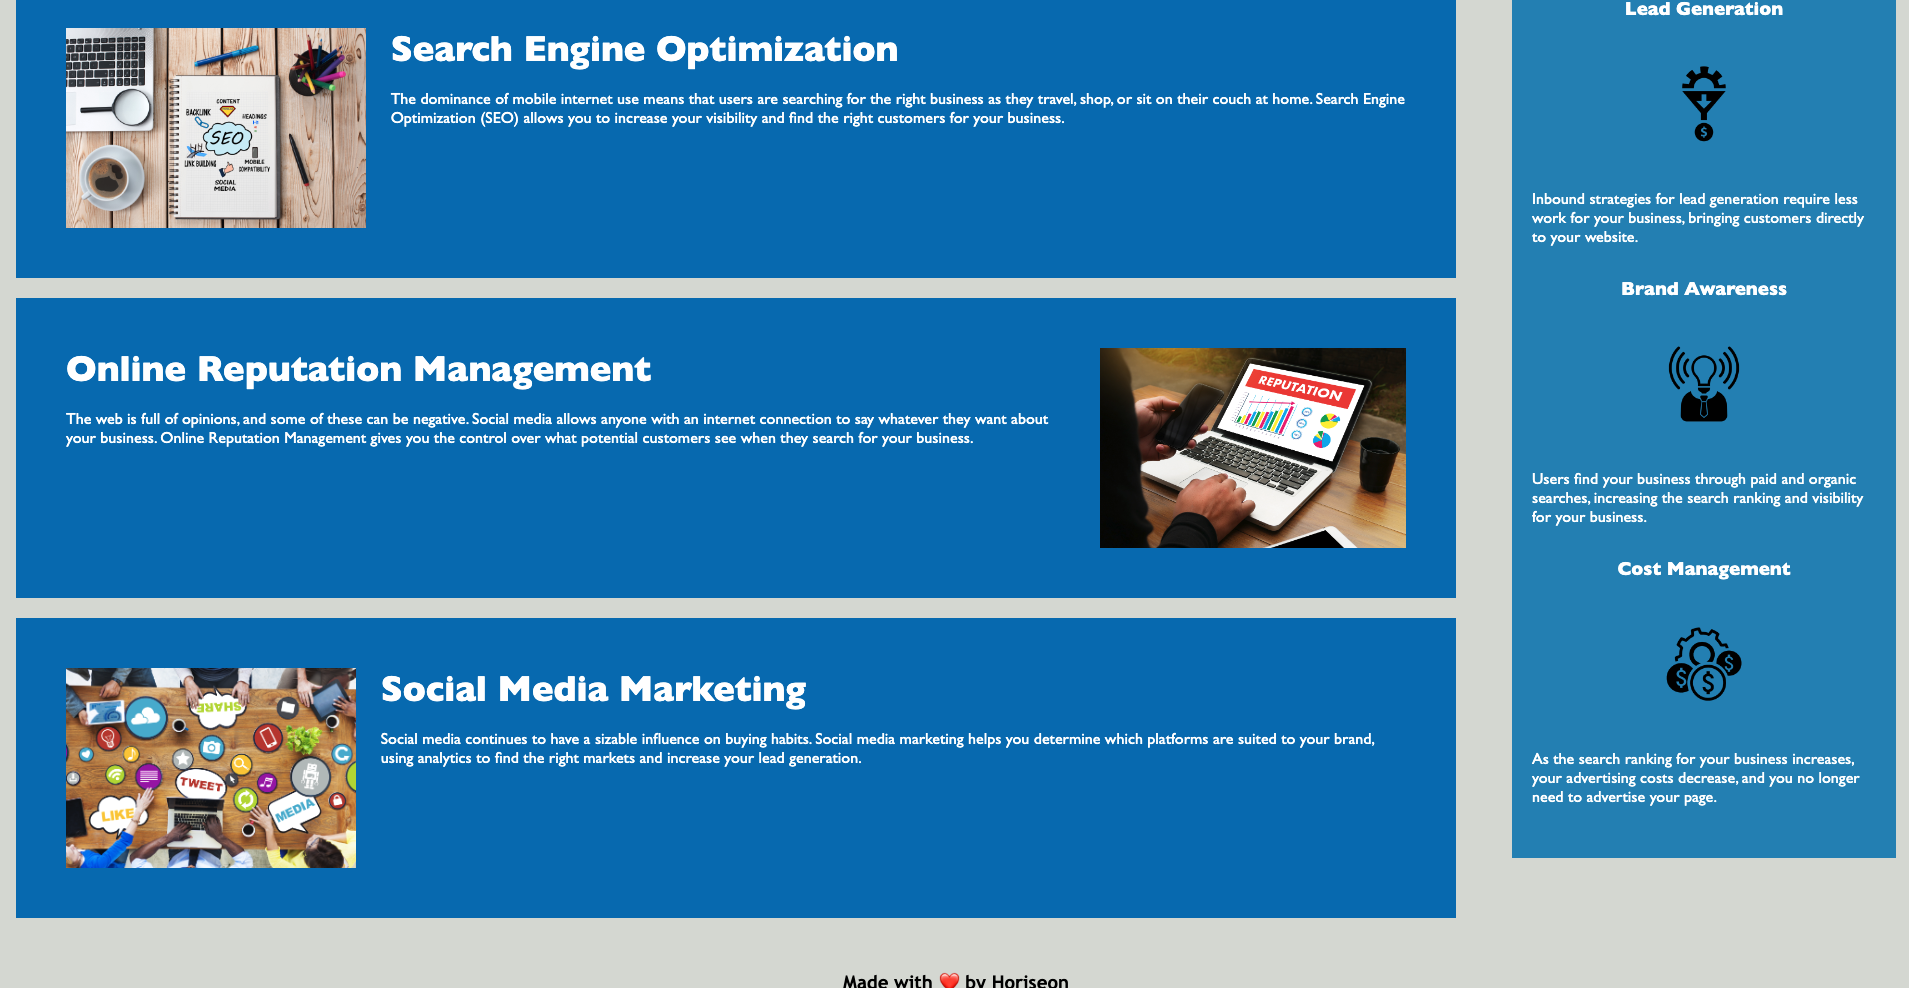 Search Engine Optimization
The dominance of mobile internet use means that users are searching for the right business as they travel, shop, or sit on their couch at home. Search Engine
Optimization (SEO) allows you to increase your visibility and find the right customers for your business.
CONTENT
BACKLINK
HEADINGS
SEO
LINK BUILDING
MOBILE
COMPATIBILITY
SOCIAL
MEDIA
Online Reputation Management
The web is full of opinions, and some of these can be negative. Social media allows anyone with an internet connection to say whatever they want about
your business. Online Reputation Management gives you the control over what potential customers see when they search for your business.
REPUTATION
Social Media Marketing
Social media continues to have a sizable influence on buying habits. Social media marketing helps you determine which platforms are suited to your brand,
using analytics to find the right markets and increase your lead generation.
SHARE
TWEET
LIKE
MEDIA
Lead Generation
$
Inbound strategies for lead generation require less
work for your business, bringing customers directly
to your website.
Brand Awareness
Users find your business through paid and organic
searches, increasing the search ranking and visibility
for your business.
Cost Management
$
$ $
As the search ranking for your business increases,
your advertising costs decrease, and you no longer
need to advertise your page.
Made with ❤️ by Horiseon